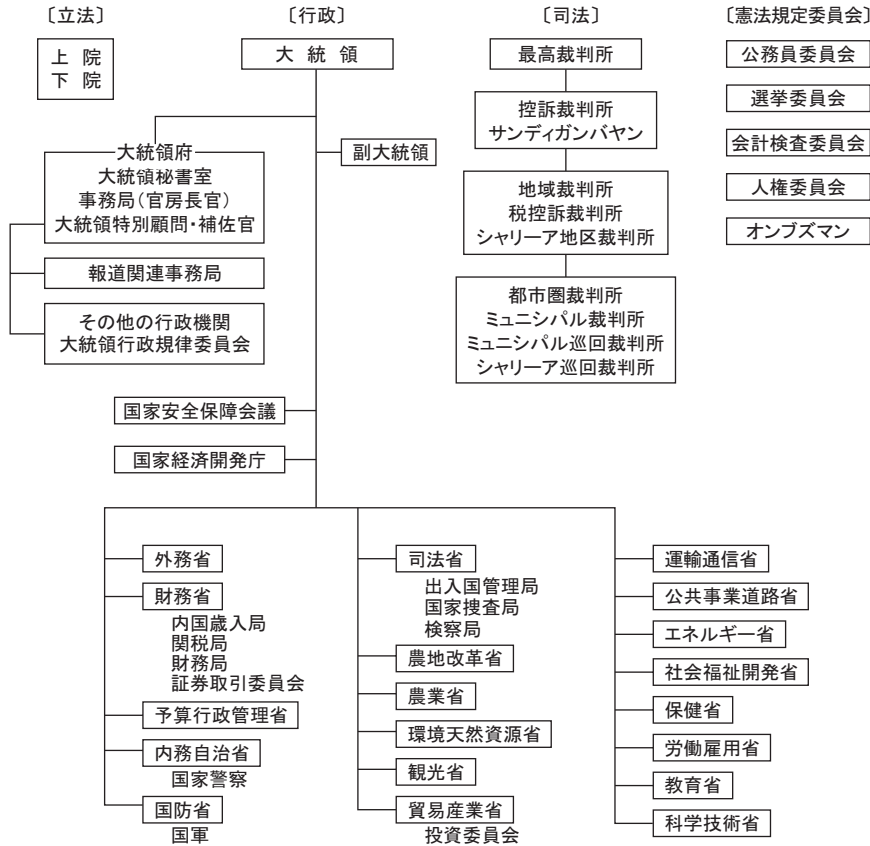 〔立法〕
上 院
下 院
〔行政〕
大 統 領
大統領府
大統領秘書室
事務局(官房長官)
大統領特別顧問・補佐官
報道関連事務局
その他の行政機関
大統領行政規律委員会
副大統領
国家安全保障会議
国家経済開発庁
外務省
財務省
内国歳入局
関税局
財務局
証券取引委員会
予算行政管理省
内務自治省
国家警察
国防省
国軍
司法省
出入国管理局
国家捜査局
検察局
農地改革省
農業省
環境天然資源省
観光省
貿易産業省
投資委員会
運輸通信省
公共事業道路省
エネルギー省
社会福祉開発省
保健省
労働雇用省
教育省
科学技術省
〔司法〕
最高裁判所
控訴裁判所
サンディガンバヤン
地域裁判所
税控訴裁判所
シャリーア地区裁判所
都市圏裁判所
ミュニシパル裁判所
ミュニシパル巡回裁判所
シャリーア巡回裁判所
〔憲法規定委員会〕
公務員委員会
選挙委員会
会計検査委員会
人権委員会
オンブズマン